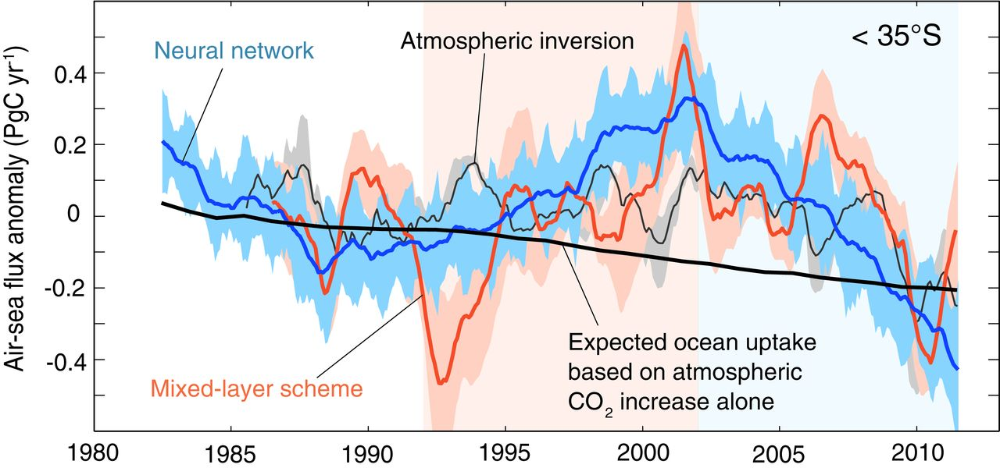 Air-sea flux anomaly (PgC yr-1)
Neural network
Atmospheric inversion
< 35°S
0.4
0.2
0
-0.2
-0.4
Mixed-layer scheme
Expected ocean uptake
based on atmospheric
CO2 increase alone
1980 1985 1990 1995 2000 2005 2010